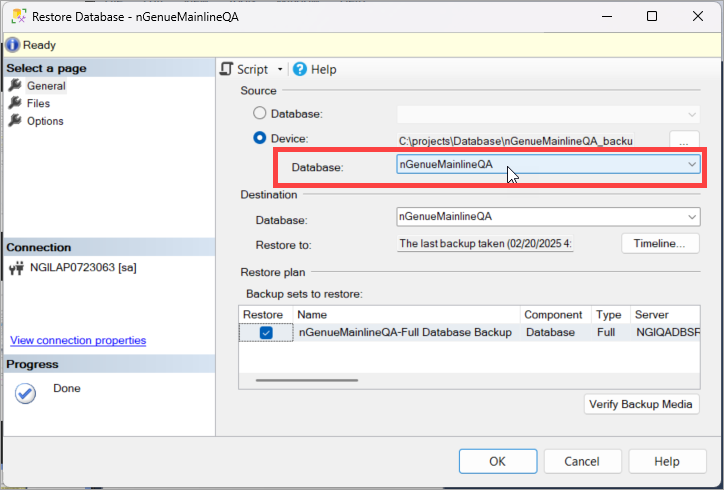 Restore Database - nGenueMainlineQA
Ready
Select a page
General
Files
Options
Script
Help
Source
Database:
Device:
C:\projects\Database\nGenueMainlineQA_backu
...
Database:
nGenueMainlineQA
Destination
Database:
nGenueMainlineQA
Restore to:
The last backup taken (02/20/2025 4:
Timeline...
Restore plan
Backup sets to restore:
Restore Name Component Type Server
nGenueMainlineQA-Full Database Backup Database Full NGIQADBSF
Verify Backup Media
Connection
NGILAP0723063 [sa]
View connection properties
Progress
Done
OK
Cancel
Help